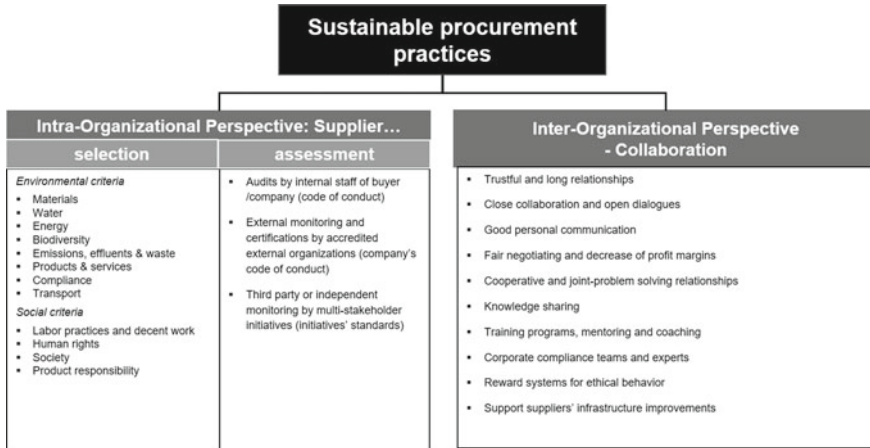 Sustainable procurement
practices
Intra-Organizational Perspective: Supplier…
selection
assessment
Environmental criteria
▪ Materials
▪ Water
▪ Energy
▪ Biodiversity
▪ Emissions, effluents & waste
▪ Products & services
▪ Compliance
▪ Transport
Social criteria
▪ Labor practices and decent work
▪ Human rights
▪ Society
▪ Product responsibility
▪ Audits by internal staff of buyer
/company (code of conduct)
▪ External monitoring and
certifications by accredited
external organizations (company's
code of conduct)
▪ Third party or independent
monitoring by multi-stakeholder
initiatives (initiatives' standards)
Inter-Organizational Perspective
- Collaboration
▪ Trustful and long relationships
▪ Close collaboration and open dialogues
▪ Good personal communication
▪ Fair negotiating and decrease of profit margins
▪ Cooperative and joint-problem solving relationships
▪ Knowledge sharing
▪ Training programs, mentoring and coaching
▪ Corporate compliance teams and experts
▪ Reward systems for ethical behavior
▪ Support suppliers' infrastructure improvements